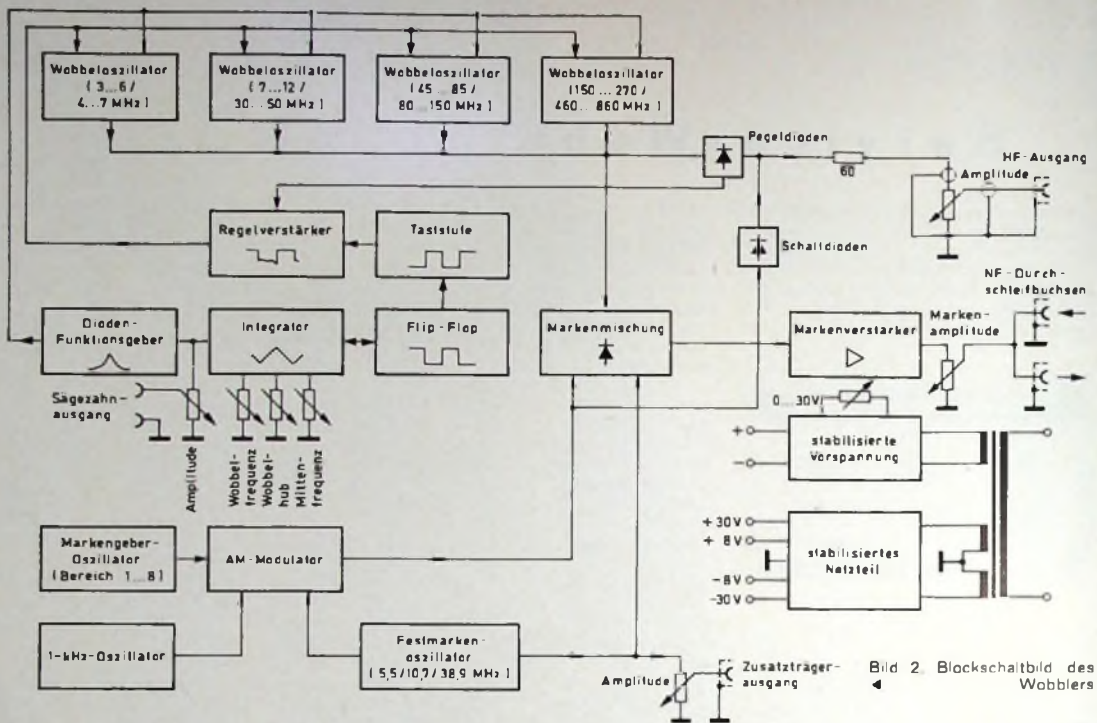 Wobbeloszillator
( 3...6 /
4...7 MHz )
Wobbeloszillator
( 7...12 /
30...50 MHz )
Wobbeloszillator
( 45...85 /
80...150 MHz )
Wobbeloszillator
( 150...270 /
460...860 MHz )
Pegeldioden
60
Amplitude
HF-Ausgang
Regelverstärker
Taststufe
Schaltdioden
NF-Durch-
schleifbuchsen
Dioden-
Funktionsgeber
Integrator
Flip-Flop
Markenmischung
Markenverstärker
Marken-
amplitude
Sägezahn-
ausgang
Amplitude
Wobbel-
frequenz
Wobbel-
hub
Mitten-
frequenz
0...30V
+
−
stabilisierte
Vorspannung
Markengeber-
Oszillator
( Bereich 1...8 )
AM-Modulator
+30V
+ 8V
−8V
−30V
stabilisiertes
Netzteil
1-kHz-Oszillator
Festmarken-
oszillator
( 5,5/10,7/38,9 MHz )
Amplitude
Zusatzträger-
ausgang
Bild 2. Blockschaltbild des
◄ Wobblers